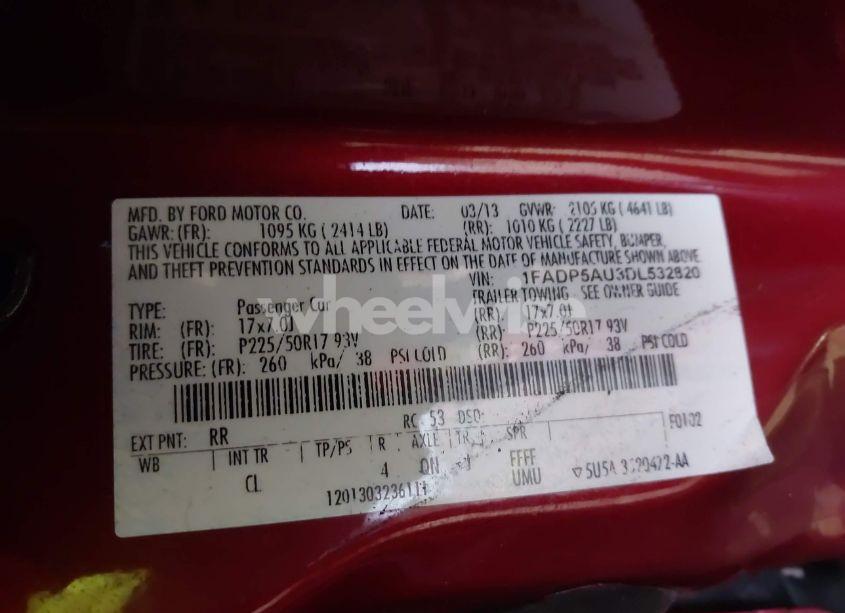 MFD. BY FORD MOTOR CO. DATE: 03/13 GVWR: 2105 KG ( 4641 LB)
GAWR: (FR): 1095 KG ( 2414 LB) (RR): 1010 KG ( 2227 LB)
THIS VEHICLE CONFORMS TO ALL APPLICABLE FEDERAL MOTOR VEHICLE SAFETY, BUMPER,
AND THEFT PREVENTION STANDARDS IN EFFECT ON THE DATE OF MANUFACTURE SHOWN ABOVE
VIN: 1FADP5AU3DL532820
TYPE: Passenger Car TRAILER TOWING - SEE OWNER GUIDE
RIM: (FR): 17x7.0J (RR): 17x7.0J
TIRE: (FR): P225/50R17 93V (RR): P225/50R17 93V
PRESSURE: (FR): 260 kPa/ 38 PSI COLD (RR): 260 kPa/ 38 PSI COLD
wheelwise
RC: 53 DSO:
EXT PNT: RR F0102
WB INT TR TP/PS R AXLE TR SPR
CL 4 FFFF
UMU